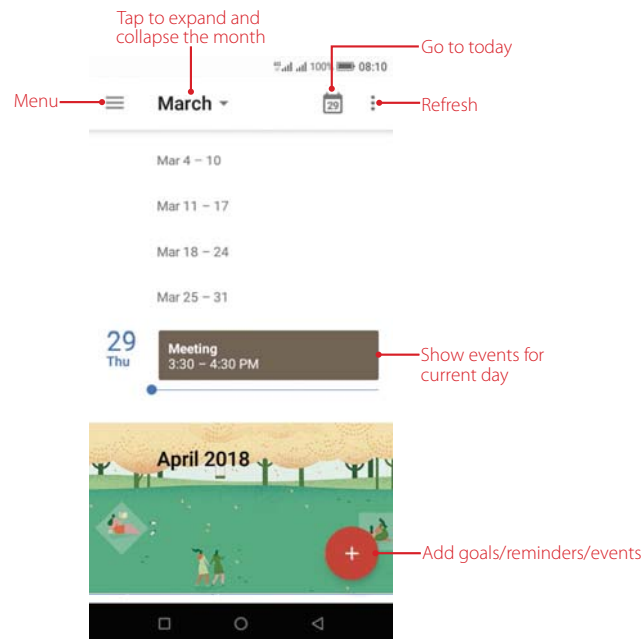 Tap to expand and
collapse the month
100% 08:10
Go to today
Menu
March
29
Refresh
Mar 4 – 10
Mar 11 – 17
Mar 18 – 24
Mar 25 – 31
29
Thu
Meeting
3:30 – 4:30 PM
Show events for
current day
April 2018
+
Add goals/reminders/events